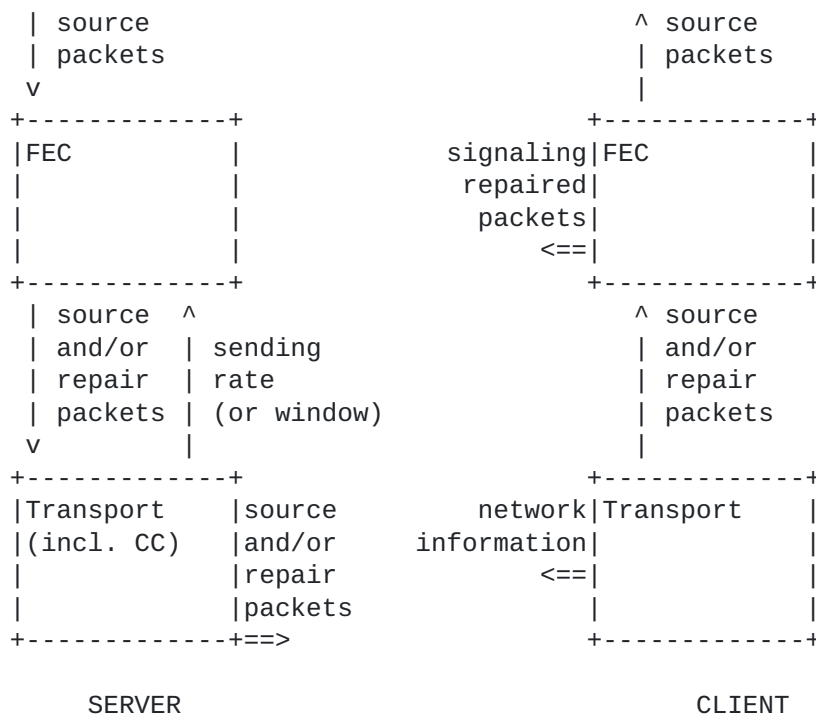 | source                              ^ source
 | packets                             | packets
 v                                     |
+-------------+                     +-------------+
|FEC          |            signaling|FEC          |
|             |             repaired|             |
|             |              packets|             |
|             |                  <==|             |
+-------------+                     +-------------+
 | source  ^                           ^ source
 | and/or  | sending                   | and/or
 | repair  | rate                      | repair
 | packets | (or window)               | packets
 v         |                           |
+-------------+                     +-------------+
|Transport    |source        network|Transport    |
|(incl. CC)   |and/or    information|             |
|             |repair            <==|             |
|             |packets              |             |
+-------------+==>                  +-------------+
SERVER                              CLIENT